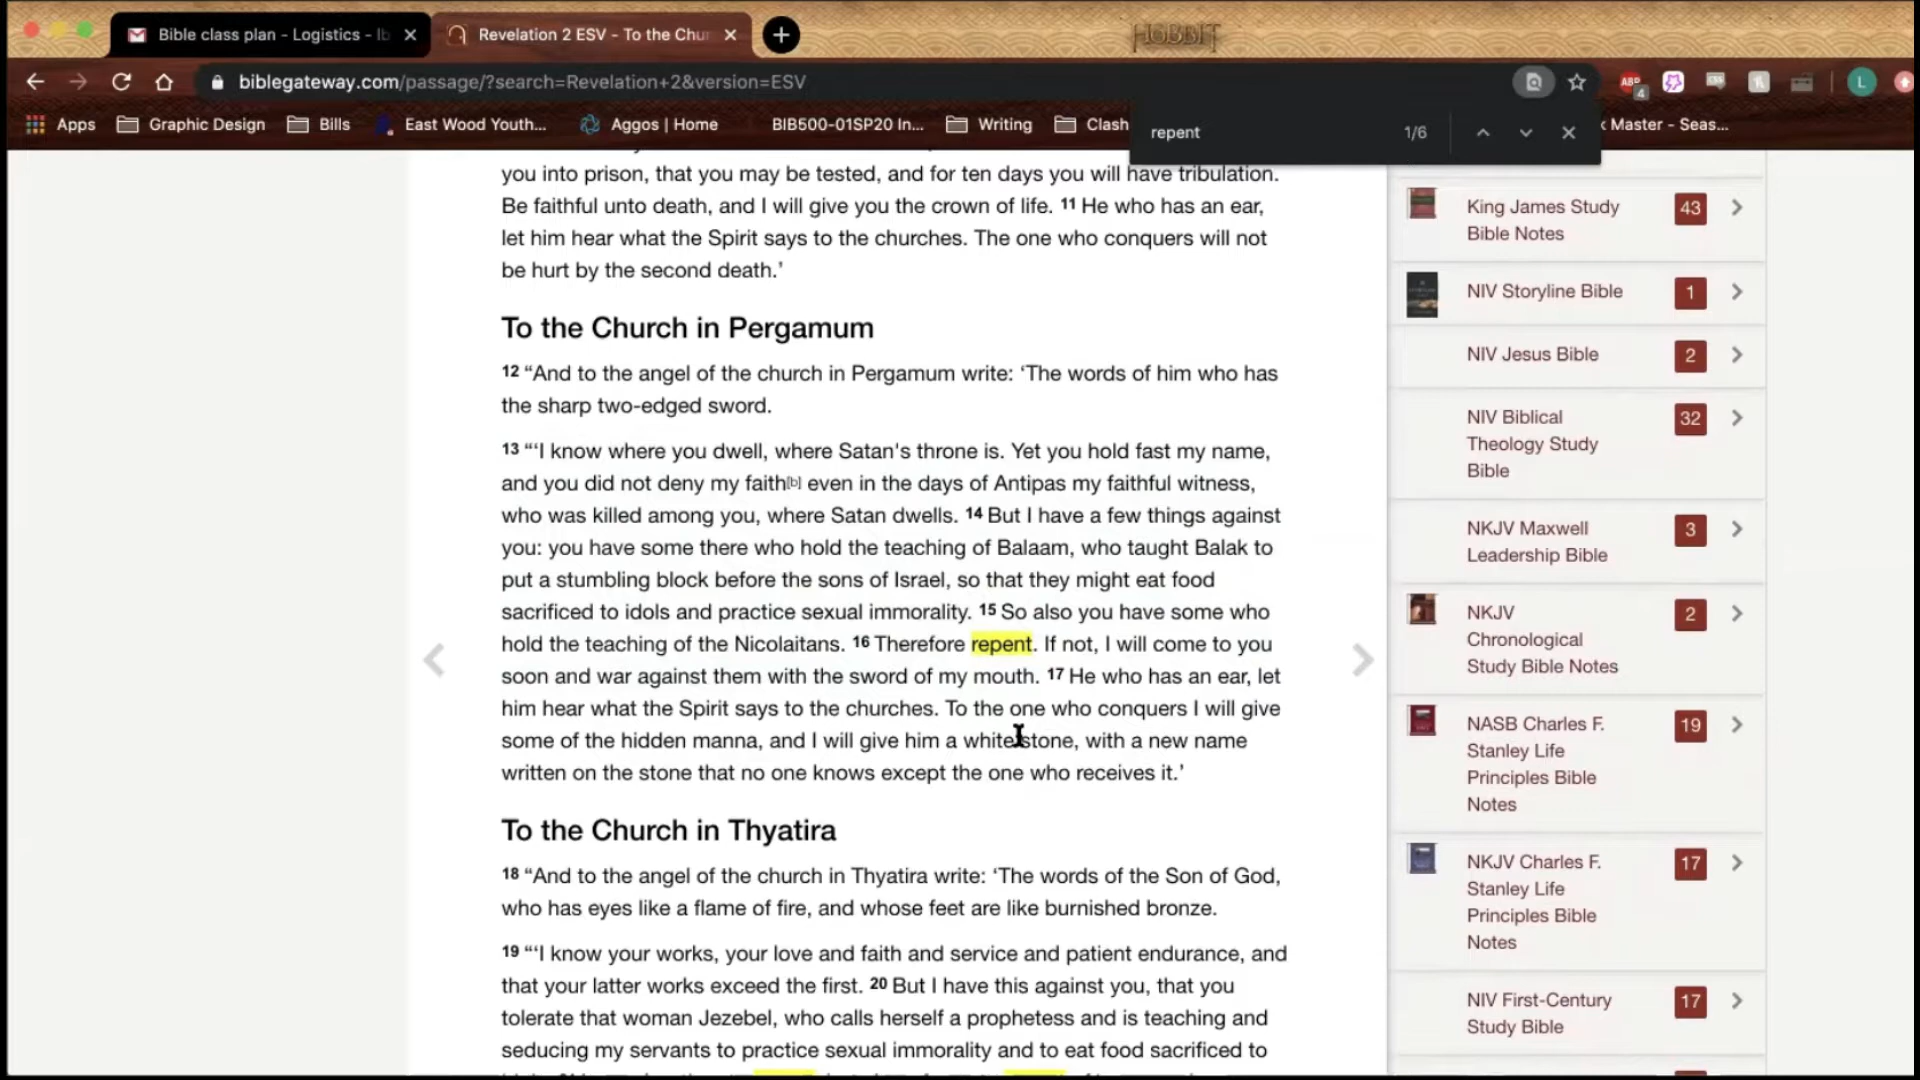 HOBBIT
Bible class plan - Logistics - lb
Revelation 2 ESV - To the Chu
biblegateway.com/passage/?search=Revelation+2&version=ESV
ABP
4
L
Apps
Graphic Design
Bills
East Wood Youth...
Aggos | Home
BIB500-01SP20 In...
Writing
Clash
Master - Seas...
repent
1/6
you into prison, that you may be tested, and for ten days you will have tribulation.
Be faithful unto death, and I will give you the crown of life. 11 He who has an ear,
let him hear what the Spirit says to the churches. The one who conquers will not
be hurt by the second death.’
To the Church in Pergamum
12 “And to the angel of the church in Pergamum write: ‘The words of him who has
the sharp two-edged sword.
13 “‘I know where you dwell, where Satan's throne is. Yet you hold fast my name,
and you did not deny my faith[b] even in the days of Antipas my faithful witness,
who was killed among you, where Satan dwells. 14 But I have a few things against
you: you have some there who hold the teaching of Balaam, who taught Balak to
put a stumbling block before the sons of Israel, so that they might eat food
sacrificed to idols and practice sexual immorality. 15 So also you have some who
hold the teaching of the Nicolaitans. 16 Therefore repent. If not, I will come to you
soon and war against them with the sword of my mouth. 17 He who has an ear, let
him hear what the Spirit says to the churches. To the one who conquers I will give
some of the hidden manna, and I will give him a white stone, with a new name
written on the stone that no one knows except the one who receives it.’
To the Church in Thyatira
18 “And to the angel of the church in Thyatira write: ‘The words of the Son of God,
who has eyes like a flame of fire, and whose feet are like burnished bronze.
19 “‘I know your works, your love and faith and service and patient endurance, and
that your latter works exceed the first. 20 But I have this against you, that you
tolerate that woman Jezebel, who calls herself a prophetess and is teaching and
seducing my servants to practice sexual immorality and to eat food sacrificed to
King James Study
Bible Notes
43
NIV Storyline Bible
1
NIV Jesus Bible
2
NIV Biblical
Theology Study
Bible
32
NKJV Maxwell
Leadership Bible
3
NKJV
Chronological
Study Bible Notes
2
NASB Charles F.
Stanley Life
Principles Bible
Notes
19
NKJV Charles F.
Stanley Life
Principles Bible
Notes
17
NIV First-Century
Study Bible
17